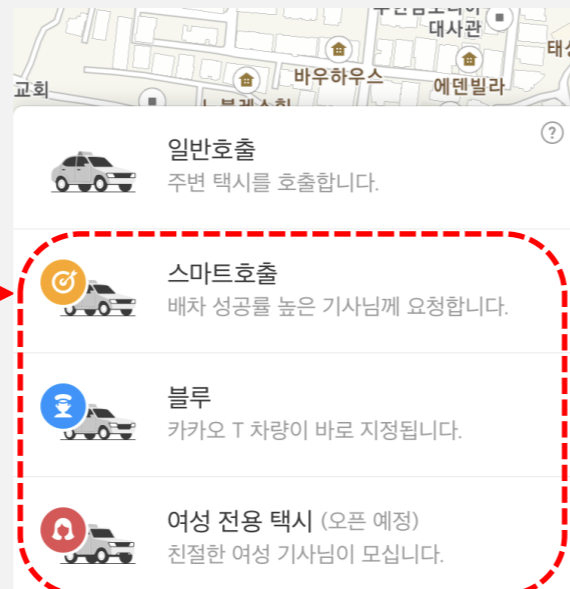 대사관
바우하우스
에덴빌라
교회
일반호출
주변 택시를 호출합니다.
?
스마트호출
배차 성공률 높은 기사님께 요청합니다.
블루
카카오 T 차량이 바로 지정됩니다.
여성 전용 택시 (오픈 예정)
친절한 여성 기사님이 모십니다.